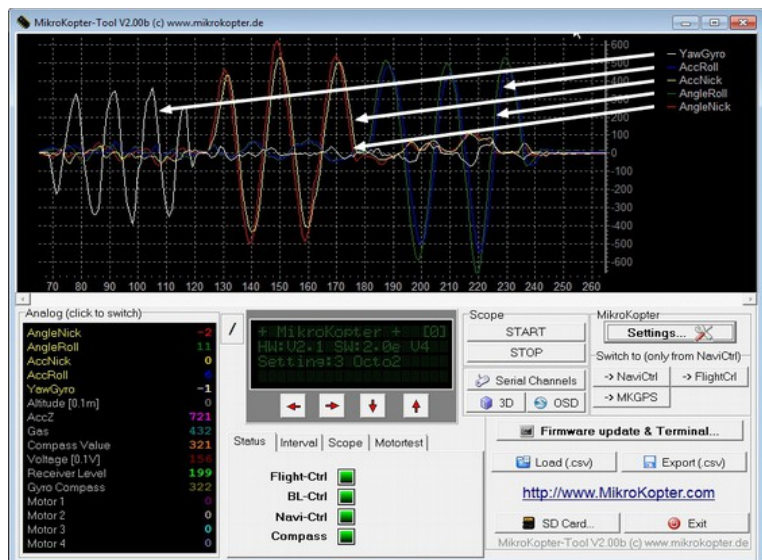 MikroKopter-Tool V2.00b (c) www.mikrokopter.de
600
500
400
300
200
100
0
-100
-200
-300
-400
-500
-600
YawGyro
AccRoll
AccNick
AngleRoll
AngleNick
70 80 90 100 110 120 130 140 150 160 170 180 190 200 210 220 230 240 250 260
Analog (click to switch)
AngleNick -2
AngleRoll 11
AccNick 0
AccRoll 0
YawGyro -1
Altitude [0.1m] 0
AccZ 721
Gas 432
Compass Value 321
Voltage [0.1V] 156
Receiver Level 199
Gyro Compass 322
Motor 1 0
Motor 2 0
Motor 3 0
Motor 4 0
/
+ MikroKopter + [0]
HW:V2.1 SW:2.0e V4
Setting:3 Octo2
Status Interval Scope Motortest
Flight-Ctrl
BL-Ctrl
Navi-Ctrl
Compass
Scope
START
STOP
Serial Channels
3D OSD
MikroKopter
Settings...
Switch to (only from NaviCtrl)
-> NaviCtrl -> FlightCrl
-> MKGPS
Firmware update & Terminal...
Load (.csv) Export (.csv)
http://www.MikroKopter.com
SD Card... Exit
MikroKopter-Tool V2.00b (c) www.mikrokopter.de